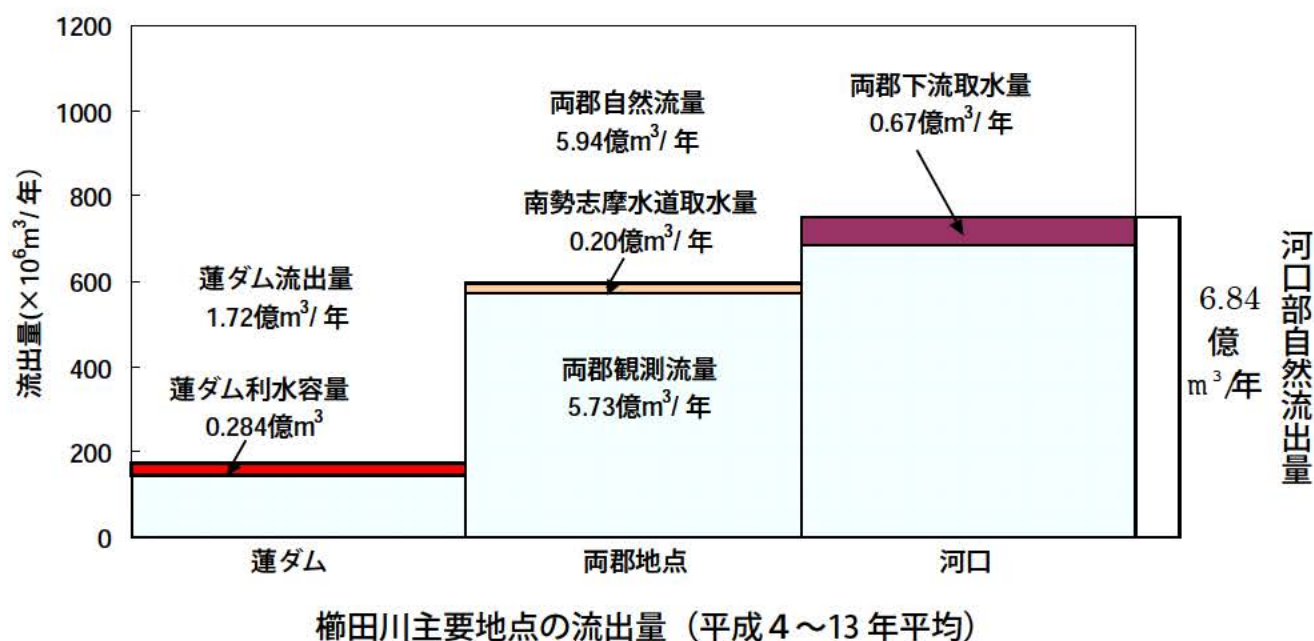 1200
1000
800
600
400
200
0
流出量(×10⁶m³/年)
蓮ダム流出量
1.72億m³/年
蓮ダム利水容量
0.284億m³
両郡自然流量
5.94億m³/年
南勢志摩水道取水量
0.20億m³/年
両郡観測流量
5.73億m³/年
両郡下流取水量
0.67億m³/年
6.84
億
m³/年
河口部自然流出量
蓮ダム
両郡地点
河口
櫛田川主要地点の流出量（平成４～13年平均）